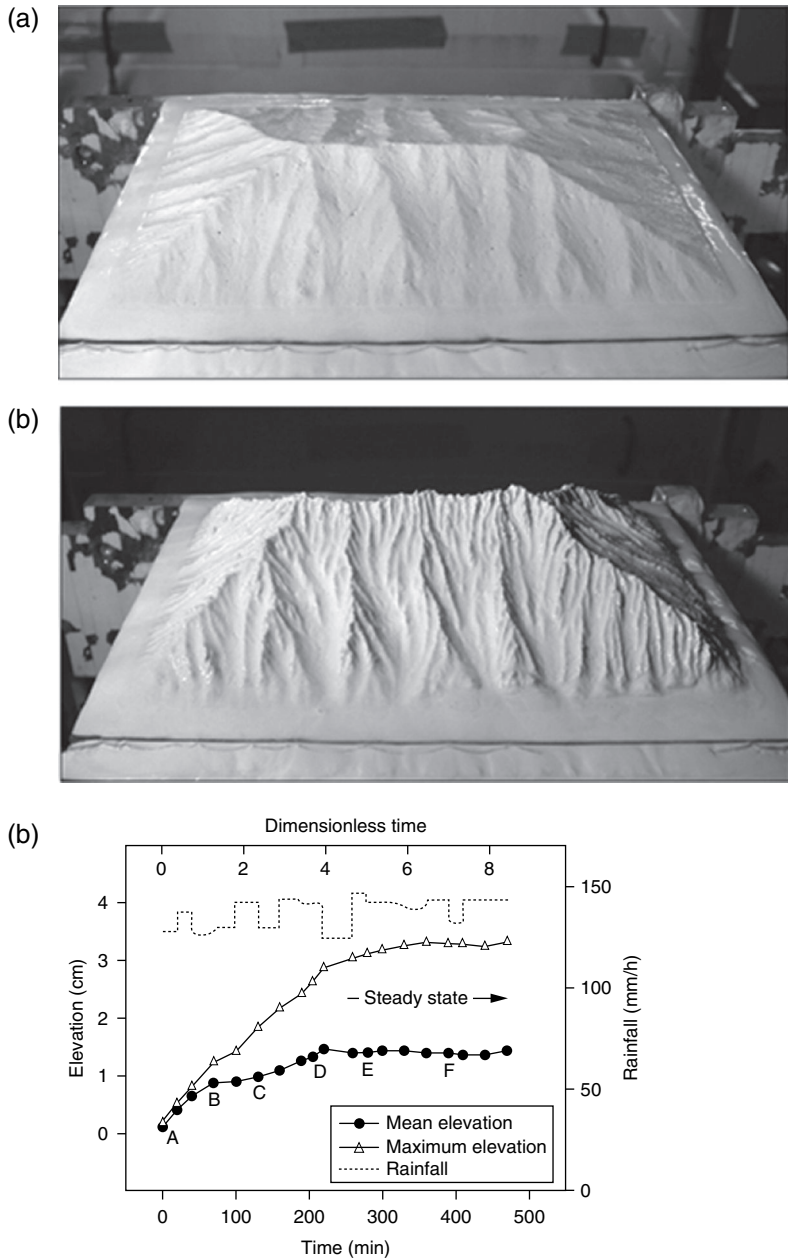 (a)
(b)
(b)
Dimensionless time
0 2 4 6 8
4
3
2
1
0
Elevation (cm)
150
100
50
0
Rainfall (mm/h)
Steady state
A
B
C
D
E
F
Mean elevation
Maximum elevation
Rainfall
0 100 200 300 400 500
Time (min)